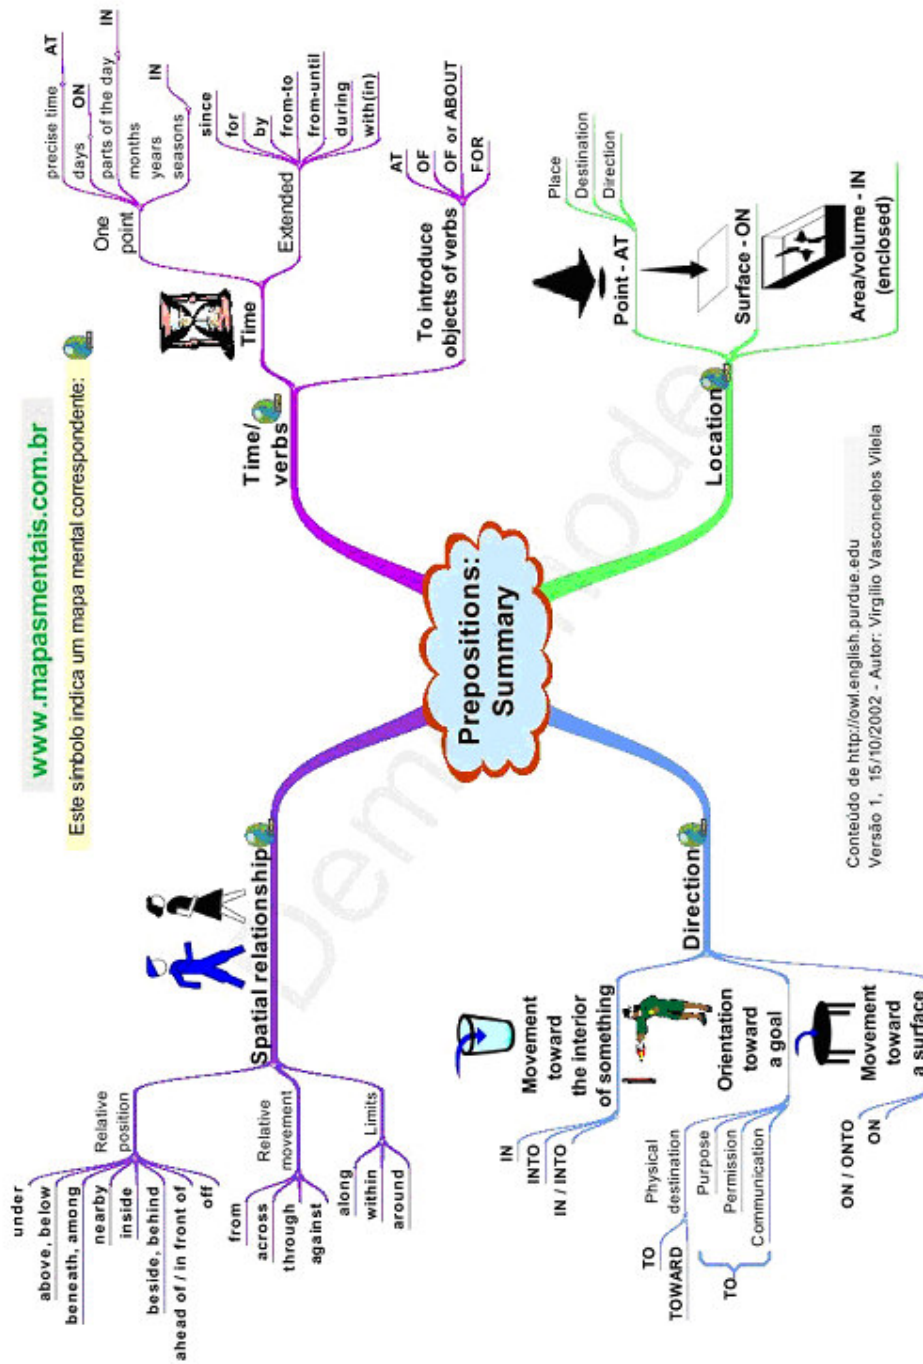 www.mapasmentais.com.br
Este símbolo indica um mapa mental correspondente:
Prepositions:
Summary
Spatial relationship
Relative
position
under
above, below
beneath, among
nearby
inside
beside, behind
ahead of / in front of
off
Relative
movement
from
across
through
against
Limits
along
within
around
Time/
verbs
Time
One
point
precise time AT
days ON
parts of the day IN
months
years
seasons
IN
Extended
since
for
by
from-to
from-until
during
with(in)
To introduce
objects of verbs
AT
OF
OF or ABOUT
FOR
Direction
Movement
toward
the interior
of something
IN
INTO
IN / INTO
Orientation
toward
a goal
Physical
destination
TO
TOWARD
Purpose
Permission
Communication
TO
Movement
toward
a surface
ON / ONTO
ON
Location
Point - AT
Place
Destination
Direction
Surface - ON
Area/volume - IN
(enclosed)
Conteúdo de http://owl.english.purdue.edu
Versão 1, 15/10/2002 - Autor: Virgílio Vasconcelos Vilela